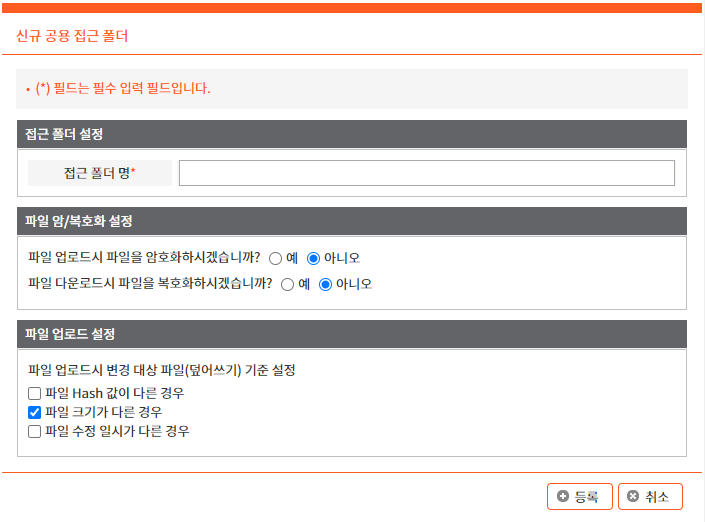 신규 공용 접근 폴더
• (*) 필드는 필수 입력 필드입니다.
접근 폴더 설정
접근 폴더 명*
파일 암/복호화 설정
파일 업로드시 파일을 암호화하시겠습니까? 예 아니오
파일 다운로드시 파일을 복호화하시겠습니까? 예 아니오
파일 업로드 설정
파일 업로드시 변경 대상 파일(덮어쓰기) 기준 설정
파일 Hash 값이 다른 경우
파일 크기가 다른 경우
파일 수정 일시가 다른 경우
등록 취소